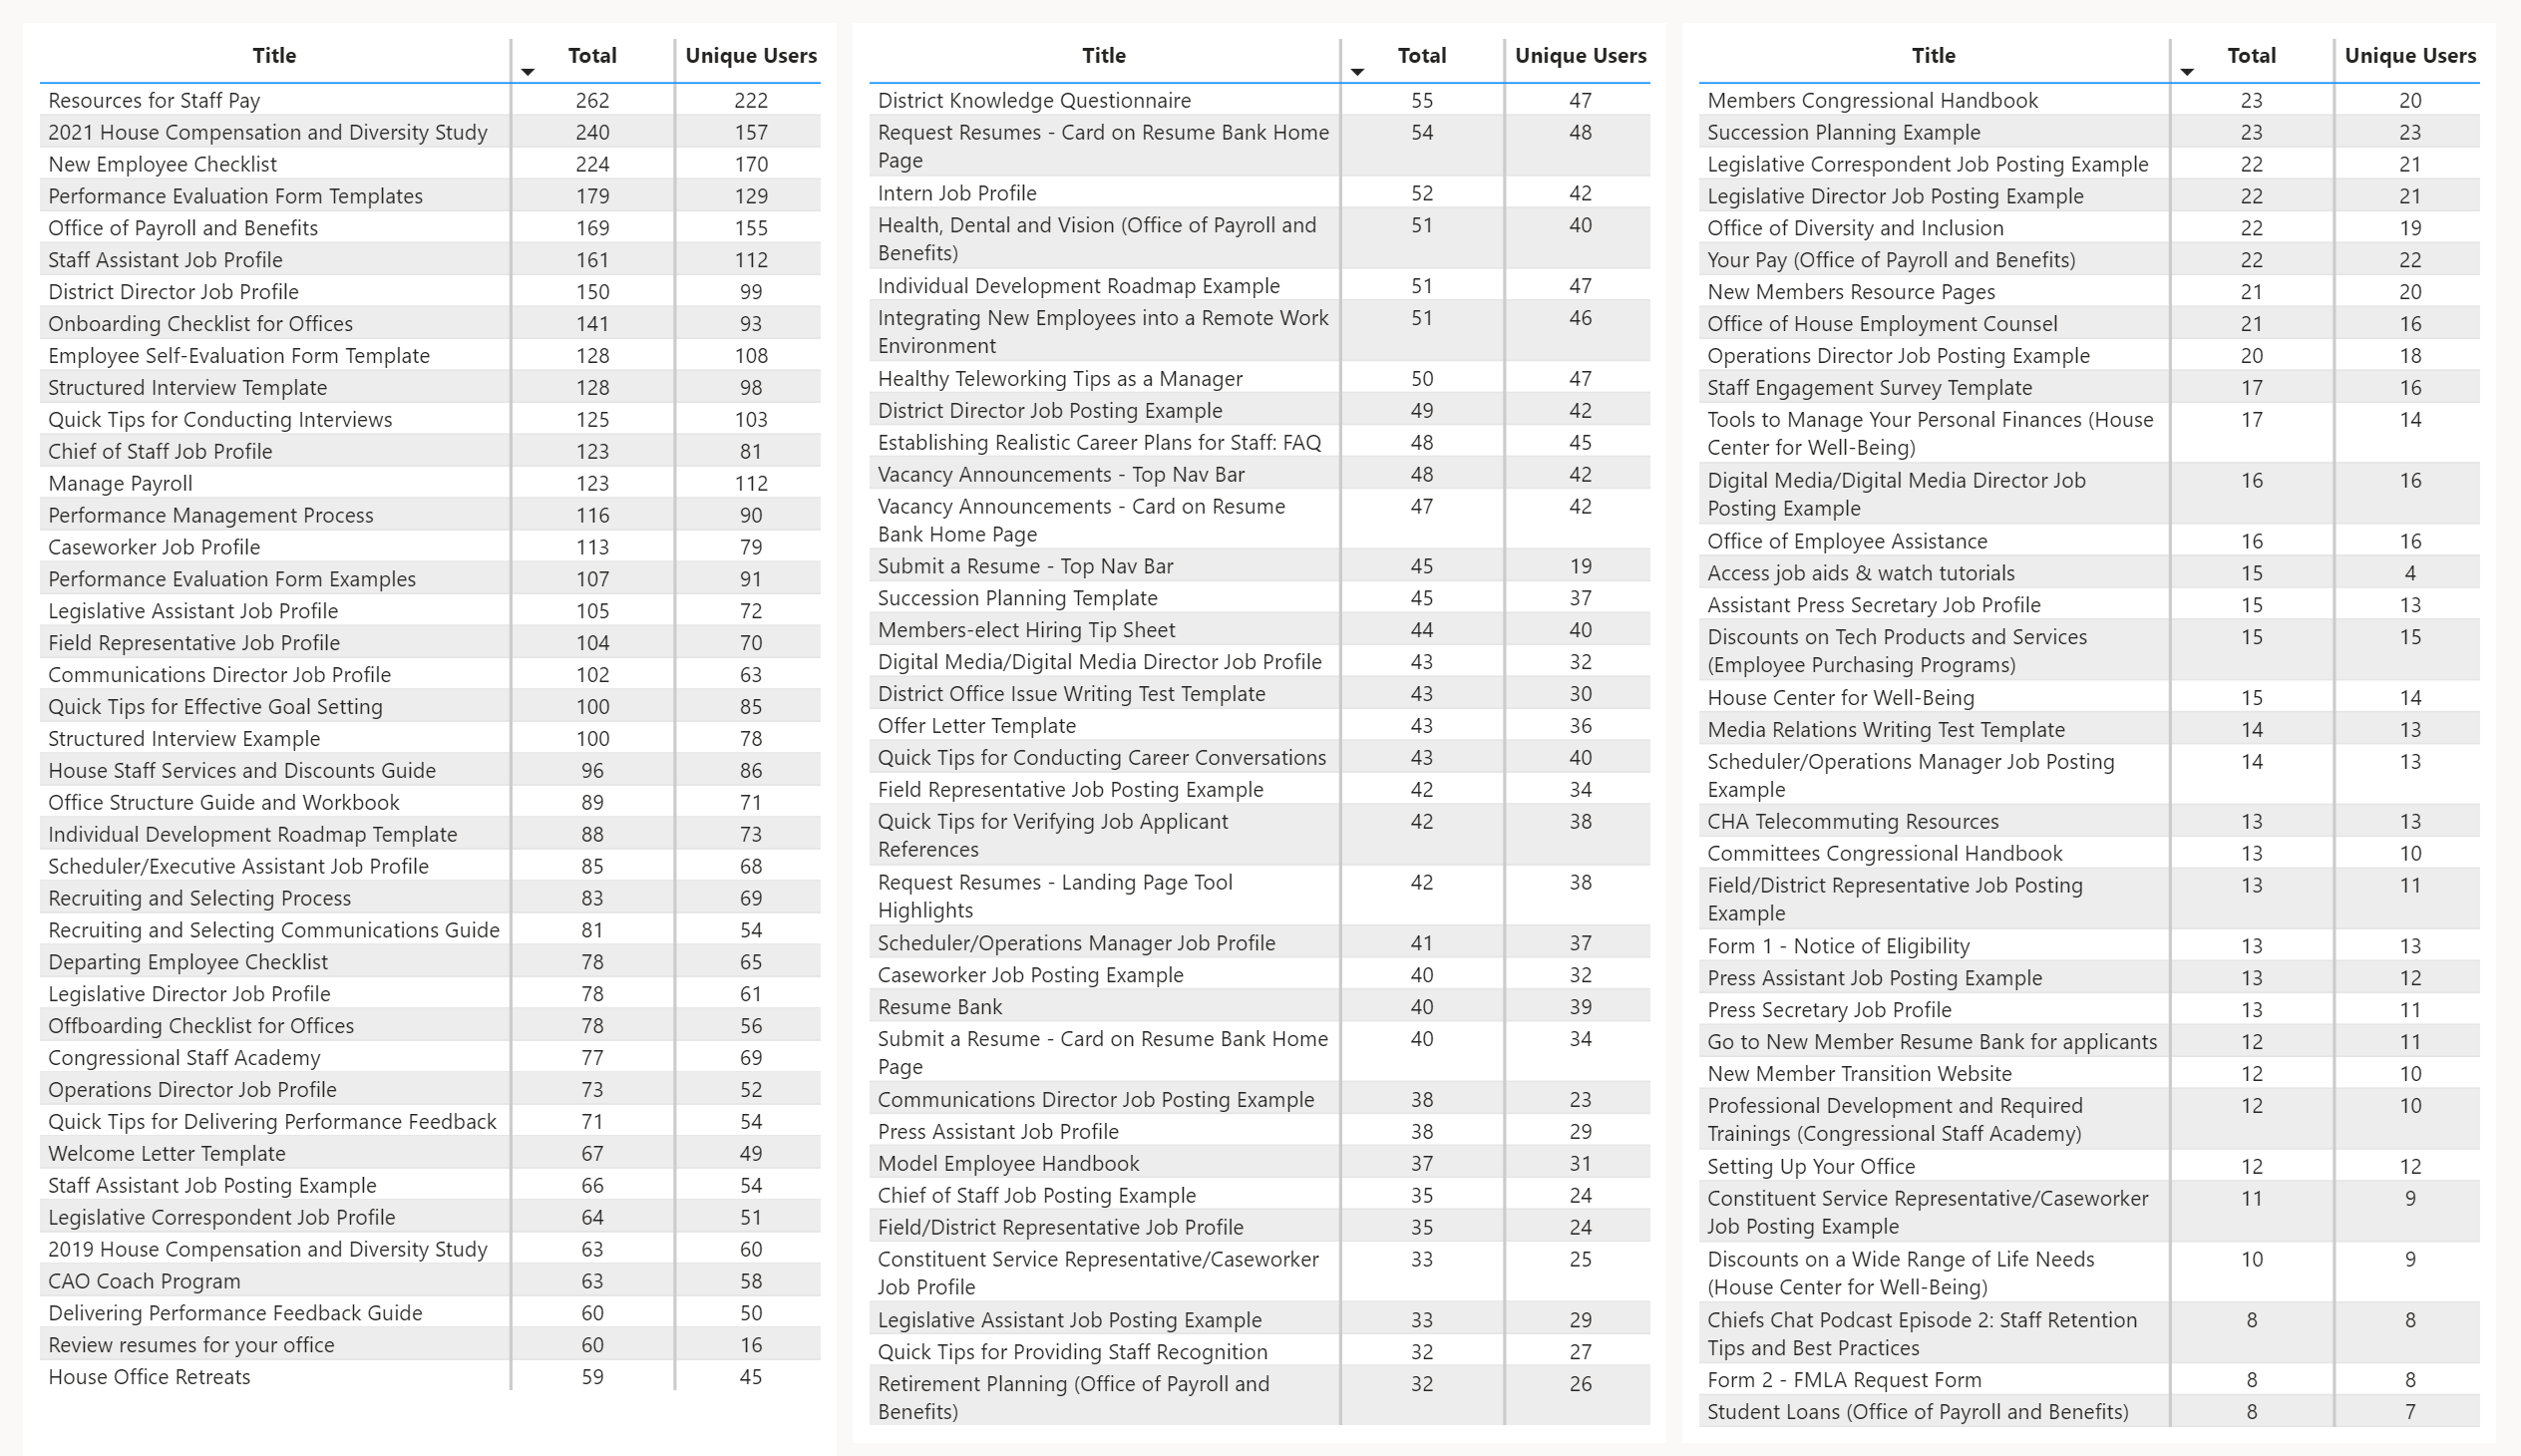 Title Total Unique Users
Resources for Staff Pay 262 222
2021 House Compensation and Diversity Study 240 157
New Employee Checklist 224 170
Performance Evaluation Form Templates 179 129
Office of Payroll and Benefits 169 155
Staff Assistant Job Profile 161 112
District Director Job Profile 150 99
Onboarding Checklist for Offices 141 93
Employee Self-Evaluation Form Template 128 108
Structured Interview Template 128 98
Quick Tips for Conducting Interviews 125 103
Chief of Staff Job Profile 123 81
Manage Payroll 123 112
Performance Management Process 116 90
Caseworker Job Profile 113 79
Performance Evaluation Form Examples 107 91
Legislative Assistant Job Profile 105 72
Field Representative Job Profile 104 70
Communications Director Job Profile 102 63
Quick Tips for Effective Goal Setting 100 85
Structured Interview Example 100 78
House Staff Services and Discounts Guide 96 86
Office Structure Guide and Workbook 89 71
Individual Development Roadmap Template 88 73
Scheduler/Executive Assistant Job Profile 85 68
Recruiting and Selecting Process 83 69
Recruiting and Selecting Communications Guide 81 54
Departing Employee Checklist 78 65
Legislative Director Job Profile 78 61
Offboarding Checklist for Offices 78 56
Congressional Staff Academy 77 69
Operations Director Job Profile 73 52
Quick Tips for Delivering Performance Feedback 71 54
Welcome Letter Template 67 49
Staff Assistant Job Posting Example 66 54
Legislative Correspondent Job Profile 64 51
2019 House Compensation and Diversity Study 63 60
CAO Coach Program 63 58
Delivering Performance Feedback Guide 60 50
Review resumes for your office 60 16
House Office Retreats 59 45
Title Total Unique Users
District Knowledge Questionnaire 55 47
Request Resumes - Card on Resume Bank Home 54 48
Page
Intern Job Profile 52 42
Health, Dental and Vision (Office of Payroll and 51 40
Benefits)
Individual Development Roadmap Example 51 47
Integrating New Employees into a Remote Work 51 46
Environment
Healthy Teleworking Tips as a Manager 50 47
District Director Job Posting Example 49 42
Establishing Realistic Career Plans for Staff: FAQ 48 45
Vacancy Announcements - Top Nav Bar 48 42
Vacancy Announcements - Card on Resume 47 42
Bank Home Page
Submit a Resume - Top Nav Bar 45 19
Succession Planning Template 45 37
Members-elect Hiring Tip Sheet 44 40
Digital Media/Digital Media Director Job Profile 43 32
District Office Issue Writing Test Template 43 30
Offer Letter Template 43 36
Quick Tips for Conducting Career Conversations 43 40
Field Representative Job Posting Example 42 34
Quick Tips for Verifying Job Applicant 42 38
References
Request Resumes - Landing Page Tool 42 38
Highlights
Scheduler/Operations Manager Job Profile 41 37
Caseworker Job Posting Example 40 32
Resume Bank 40 39
Submit a Resume - Card on Resume Bank Home 40 34
Page
Communications Director Job Posting Example 38 23
Press Assistant Job Profile 38 29
Model Employee Handbook 37 31
Chief of Staff Job Posting Example 35 24
Field/District Representative Job Profile 35 24
Constituent Service Representative/Caseworker 33 25
Job Profile
Legislative Assistant Job Posting Example 33 29
Quick Tips for Providing Staff Recognition 32 27
Retirement Planning (Office of Payroll and 32 26
Benefits)
Title Total Unique Users
Members Congressional Handbook 23 20
Succession Planning Example 23 23
Legislative Correspondent Job Posting Example 22 21
Legislative Director Job Posting Example 22 21
Office of Diversity and Inclusion 22 19
Your Pay (Office of Payroll and Benefits) 22 22
New Members Resource Pages 21 20
Office of House Employment Counsel 21 16
Operations Director Job Posting Example 20 18
Staff Engagement Survey Template 17 16
Tools to Manage Your Personal Finances (House 17 14
Center for Well-Being)
Digital Media/Digital Media Director Job 16 16
Posting Example
Office of Employee Assistance 16 16
Access job aids & watch tutorials 15 4
Assistant Press Secretary Job Profile 15 13
Discounts on Tech Products and Services 15 15
(Employee Purchasing Programs)
House Center for Well-Being 15 14
Media Relations Writing Test Template 14 13
Scheduler/Operations Manager Job Posting 14 13
Example
CHA Telecommuting Resources 13 13
Committees Congressional Handbook 13 10
Field/District Representative Job Posting 13 11
Example
Form 1 - Notice of Eligibility 13 13
Press Assistant Job Posting Example 13 12
Press Secretary Job Profile 13 11
Go to New Member Resume Bank for applicants 12 11
New Member Transition Website 12 10
Professional Development and Required 12 10
Trainings (Congressional Staff Academy)
Setting Up Your Office 12 12
Constituent Service Representative/Caseworker 11 9
Job Posting Example
Discounts on a Wide Range of Life Needs 10 9
(House Center for Well-Being)
Chiefs Chat Podcast Episode 2: Staff Retention 8 8
Tips and Best Practices
Form 2 - FMLA Request Form 8 8
Student Loans (Office of Payroll and Benefits) 8 7